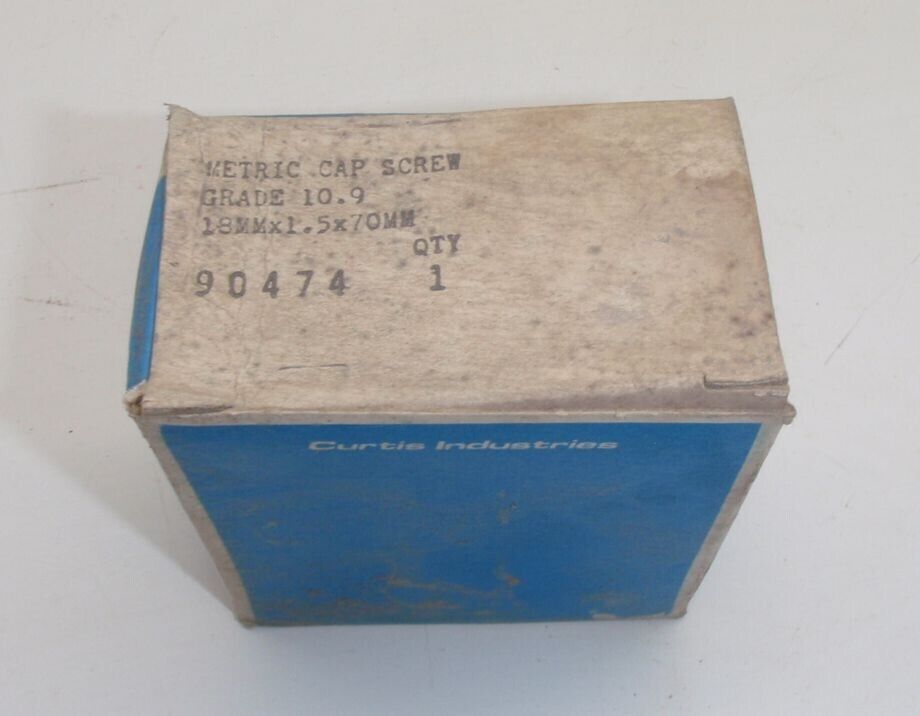 METRIC CAP SCREW
GRADE 10.9
18MMx1.5x70MM
QTY
90474 1
Curtis Industries